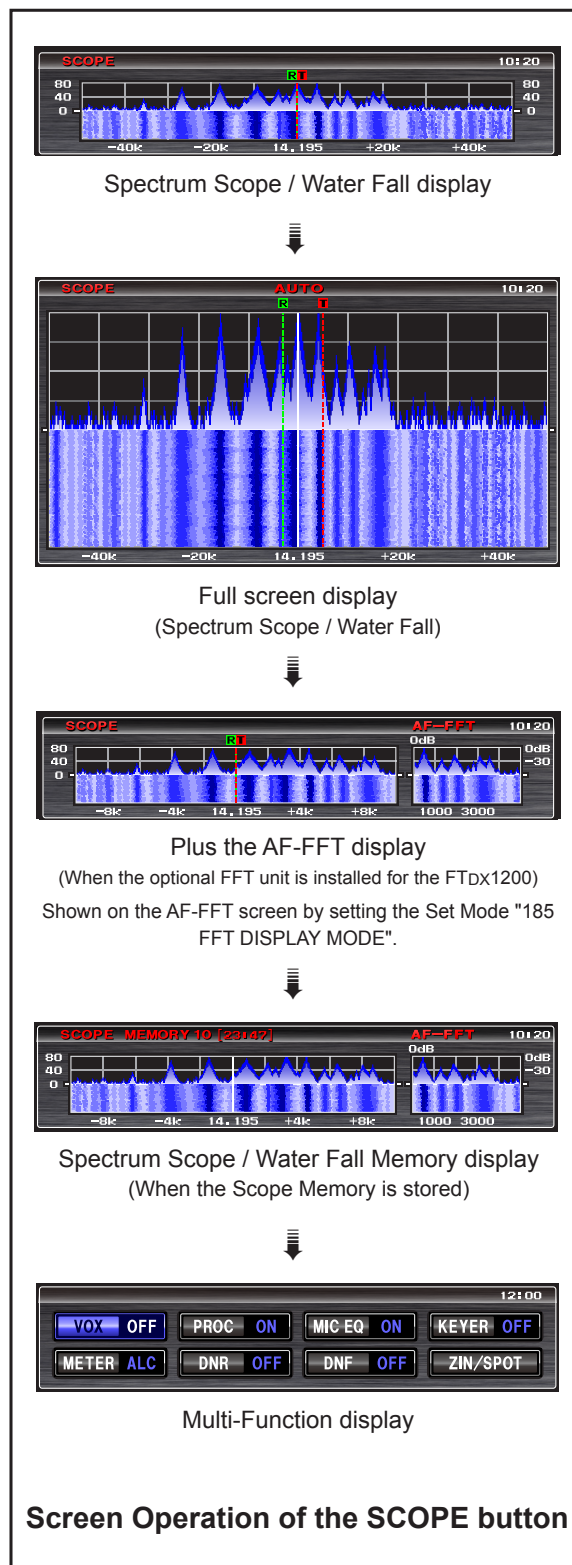 SCOPE 10:20
R T
80 80
40 40
0 0
-40k -20k 14.195 +20k +40k
Spectrum Scope / Water Fall display
SCOPE AUTO 10:20
R T
-40k -20k 14.195 +20k +40k
Full screen display
(Spectrum Scope / Water Fall)
SCOPE AF-FFT 10:20
R T 0dB
80 0dB
40 -30
0
-8k -4k 14.195 +4k +8k 1000 3000
Plus the AF-FFT display
(When the optional FFT unit is installed for the FTDX1200)
Shown on the AF-FFT screen by setting the Set Mode "185
FFT DISPLAY MODE".
SCOPE MEMORY 10 [23:47] AF-FFT 10:20
0dB
80 0dB
40 -30
0
-8k -4k 14.195 +4k +8k 1000 3000
Spectrum Scope / Water Fall Memory display
(When the Scope Memory is stored)
12:00
VOX OFF PROC ON MIC EQ ON KEYER OFF
METER ALC DNR OFF DNF OFF ZIN/SPOT
Multi-Function display
Screen Operation of the SCOPE button